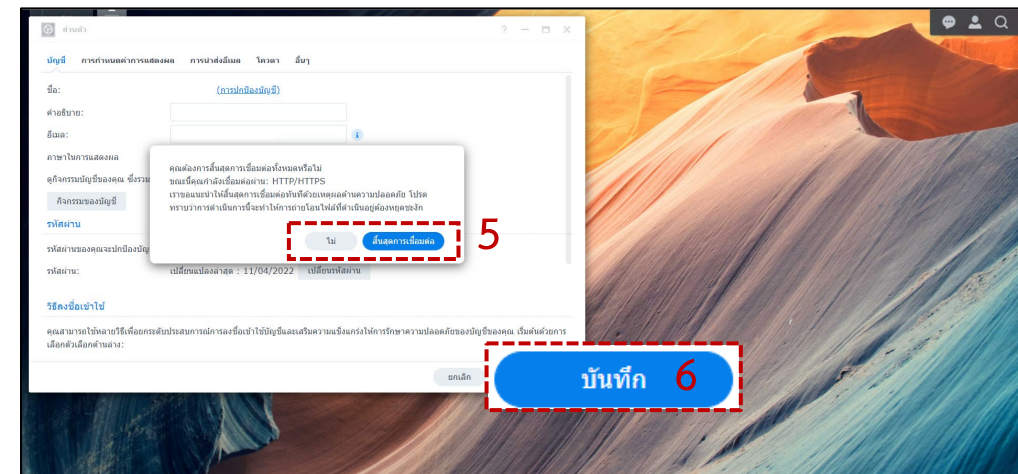 ส่วนตัว
บัญชี การกำหนดค่าการแสดงผล การนำส่งอีเมล โควตา อื่นๆ
ชื่อ: (การปกป้องบัญชี)
คำอธิบาย:
อีเมล:
ภาษาในการแสดงผล
ดูกิจกรรมบัญชีของคุณ ซึ่งรวม
กิจกรรมของบัญชี
คุณต้องการสิ้นสุดการเชื่อมต่อทั้งหมดหรือไม่
ขณะนี้คุณกำลังเชื่อมต่อผ่าน: HTTP/HTTPS
เราขอแนะนำให้สิ้นสุดการเชื่อมต่อทันทีด้วยเหตุผลด้านความปลอดภัย โปรด
ทราบว่าการดำเนินการนี้จะทำให้การถ่ายโอนไฟล์ที่ดำเนินอยู่ต้องหยุดชะงัก
ไม่ สิ้นสุดการเชื่อมต่อ 5
รหัสผ่าน
รหัสผ่านของคุณจะปกป้องบัญ
รหัสผ่าน: เปลี่ยนแปลงล่าสุด : 11/04/2022 เปลี่ยนรหัสผ่าน
วิธีลงชื่อเข้าใช้
คุณสามารถใช้หลายวิธีเพื่อยกระดับประสบการณ์การลงชื่อเข้าใช้บัญชีและเสริมความแข็งแกร่งให้การรักษาความปลอดภัยของบัญชีของคุณ เริ่มต้นด้วยการ
เลือกตัวเลือกด้านล่าง:
ยกเลิก บันทึก 6